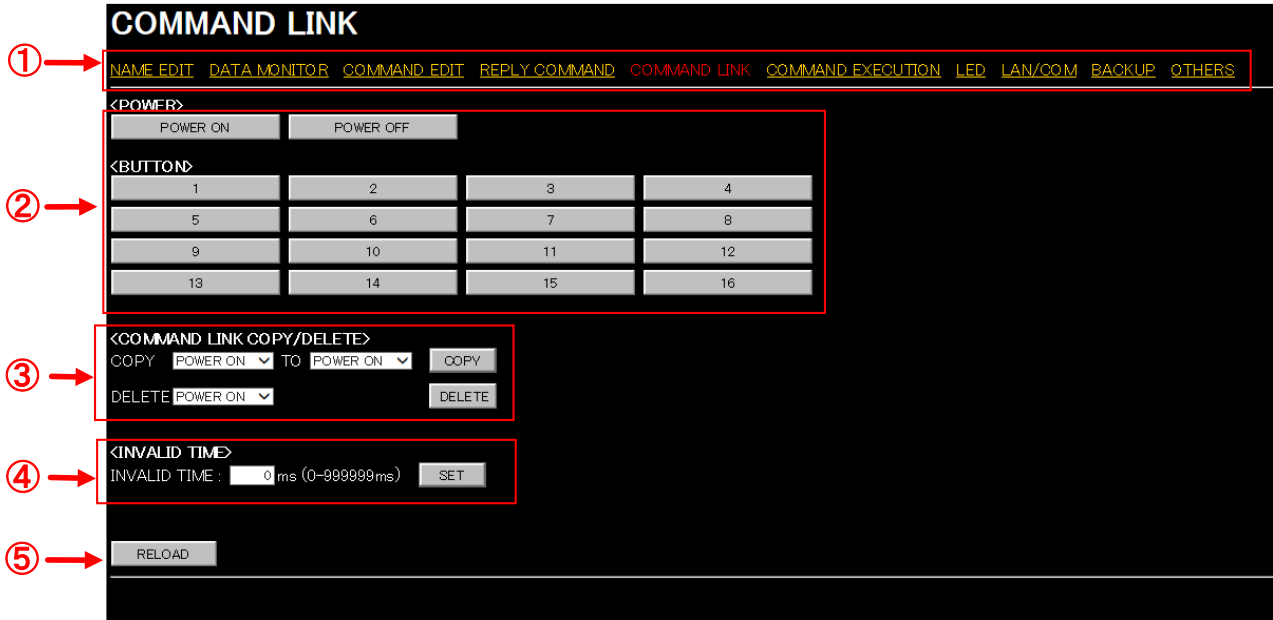 COMMAND LINK
① NAME EDIT DATA MONITOR COMMAND EDIT REPLY COMMAND COMMAND LINK COMMAND EXECUTION LED LAN/COM BACKUP OTHERS
<POWER>
POWER ON POWER OFF
<BUTTON>
1 2 3 4
② 5 6 7 8
9 10 11 12
13 14 15 16
<COMMAND LINK COPY/DELETE>
COPY POWER ON TO POWER ON COPY
③
DELETE POWER ON DELETE
<INVALID TIME>
④ INVALID TIME : 0 ms (0-999999ms) SET
⑤ RELOAD